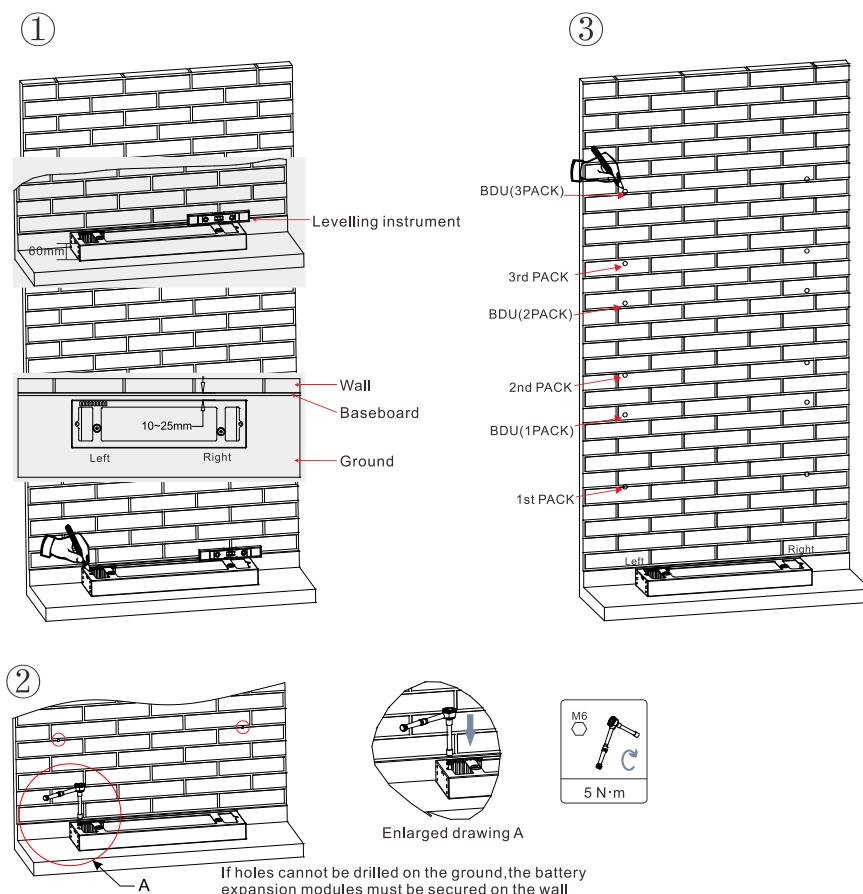 ①
Levelling instrument
60mm
Wall
Baseboard
10~25mm
Left
Right
Ground
③
BDU(3PACK)
3rd PACK
BDU(2PACK)
2nd PACK
BDU(1PACK)
1st PACK
Left
Right
②
A
Enlarged drawing A
M6
5 N·m
If holes cannot be drilled on the ground,the battery
expansion modules must be secured on the wall